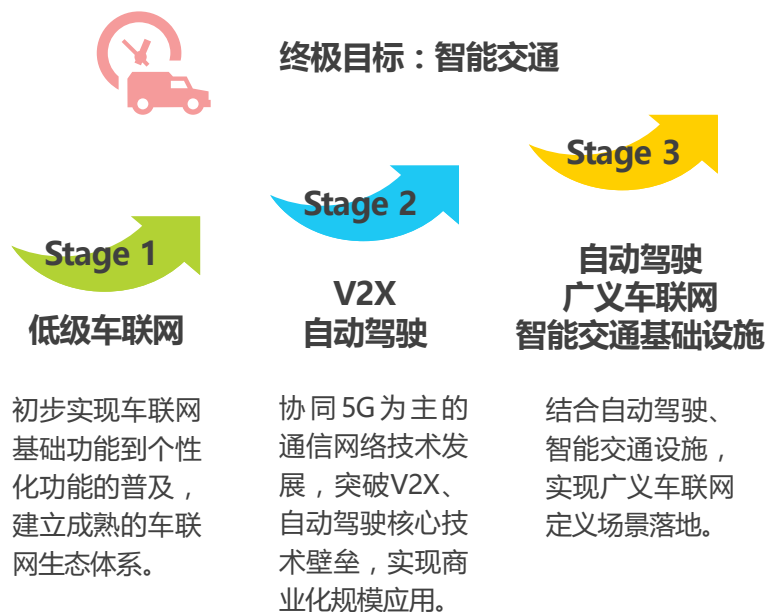 终极目标：智能交通
Stage 1
低级车联网
初步实现车联网
基础功能到个性
化功能的普及，
建立成熟的车联
网生态体系。
Stage 2
V2X
自动驾驶
协同5G为主的
通信网络技术发
展，突破V2X、
自动驾驶核心技
术壁垒，实现商
业化规模应用。
Stage 3
自动驾驶
广义车联网
智能交通基础设施
结合自动驾驶、
智能交通设施，
实现广义车联网
定义场景落地。